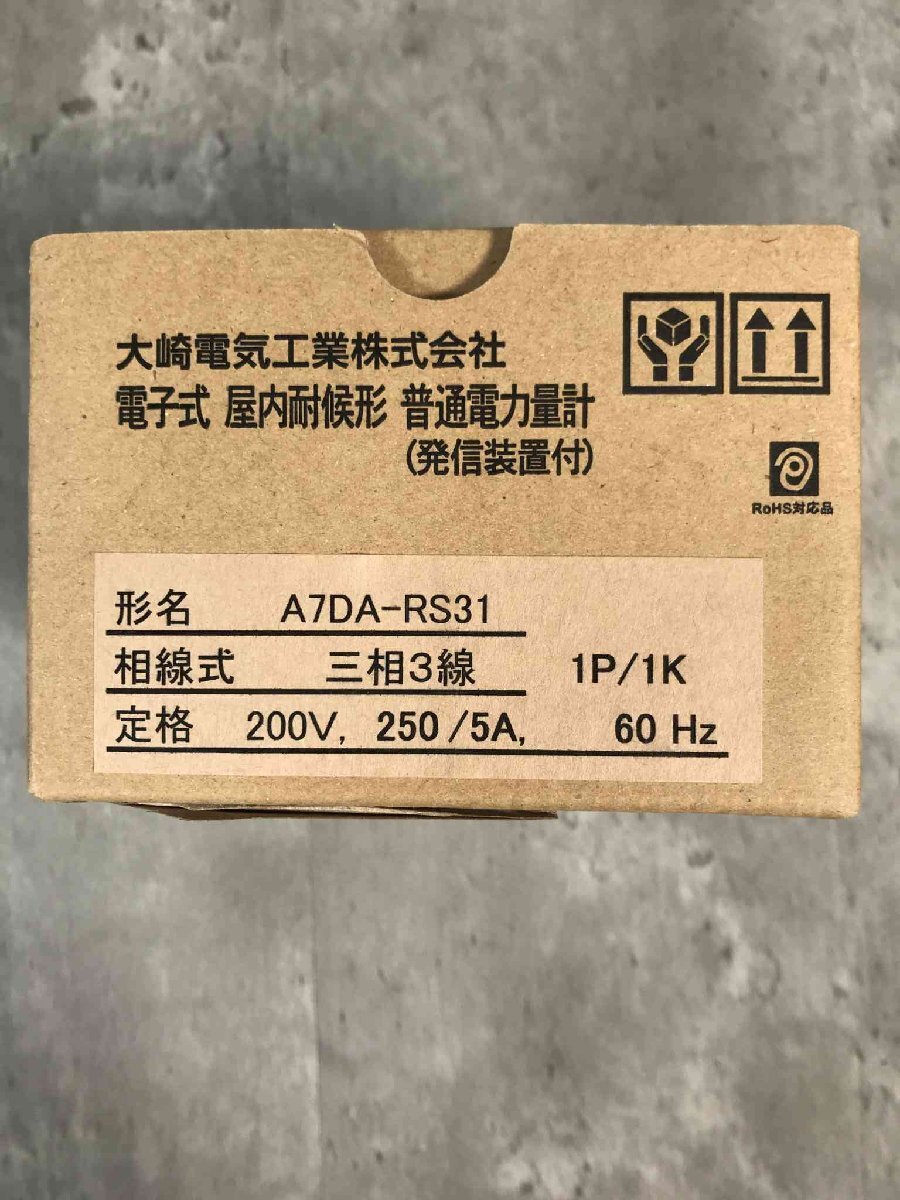 大崎電気工業株式会社
電子式 屋内耐候形 普通電力量計
(発信装置付)
RoHS対応品
形名 A7DA-RS31
相線式 三相3線 1P/1K
定格 200V, 250/5A, 60 Hz